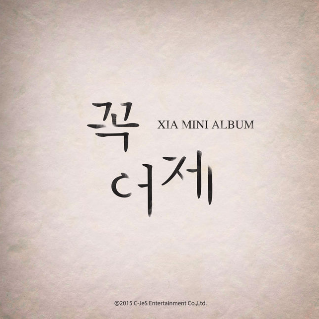 꼭
XIA MINI ALBUM
어제
©2015 C-JeS Entertainment Co.,Ltd.